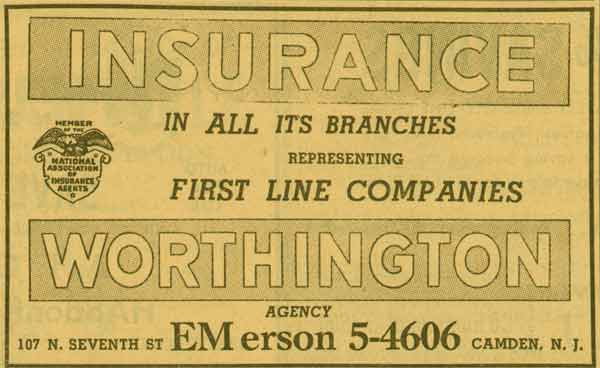 INSURANCE
MEMBER
OF THE
NATIONAL
ASSOCIATION
OF
INSURANCE
AGENTS
IN ALL ITS BRANCHES
REPRESENTING
FIRST LINE COMPANIES
WORTHINGTON
AGENCY
107 N. SEVENTH ST EMerson 5-4606 CAMDEN, N. J.